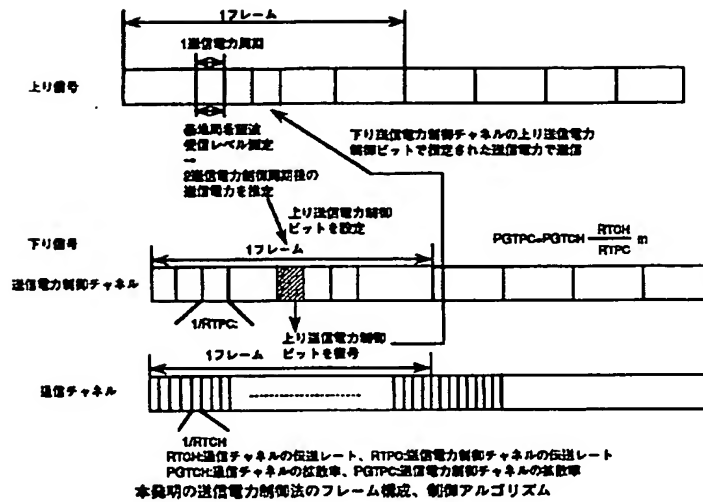 1フレーム
1送信電力周期
上り信号
基地局各搬送波
受信レベル測定
→
2送信電力制御周期後の
送信電力を推定
下り送信電力制御チャネルの上り送信電力
制御ビットで指定された送信電力で送信
上り送信電力制御
ビットを設定
下り信号
1フレーム
PGTPC=PGTCH RTCH/RTPC m
送信電力制御チャネル
1/RTPC:
上り送信電力制御
ビットを復号
1フレーム
通信チャネル
1/RTCH
RTCH:通信チャネルの伝送レート、RTPC:送信電力制御チャネルの伝送レート
PGTCH:通信チャネルの拡散率、PGTPC:送信電力制御チャネルの拡散率
本発明の送信電力制御法のフレーム構成、制御アルゴリズム